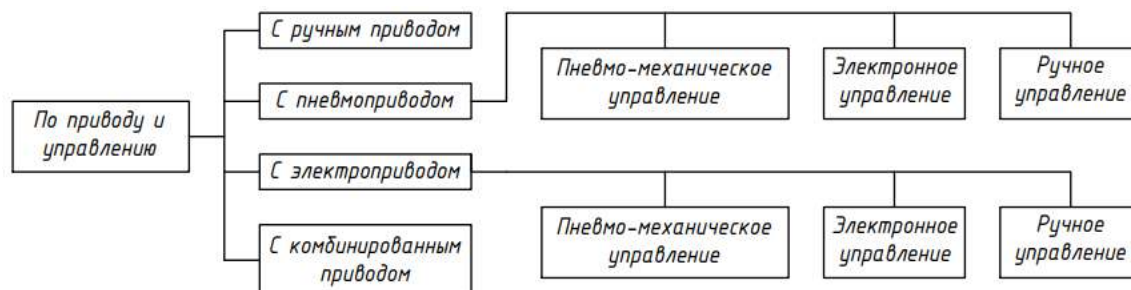 По приводу и
управлению
С ручным приводом
С пневмоприводом
Пневмо-механическое
управление
Электронное
управление
Ручное
управление
С электроприводом
Пневмо-механическое
управление
Электронное
управление
Ручное
управление
С комбинированным
приводом